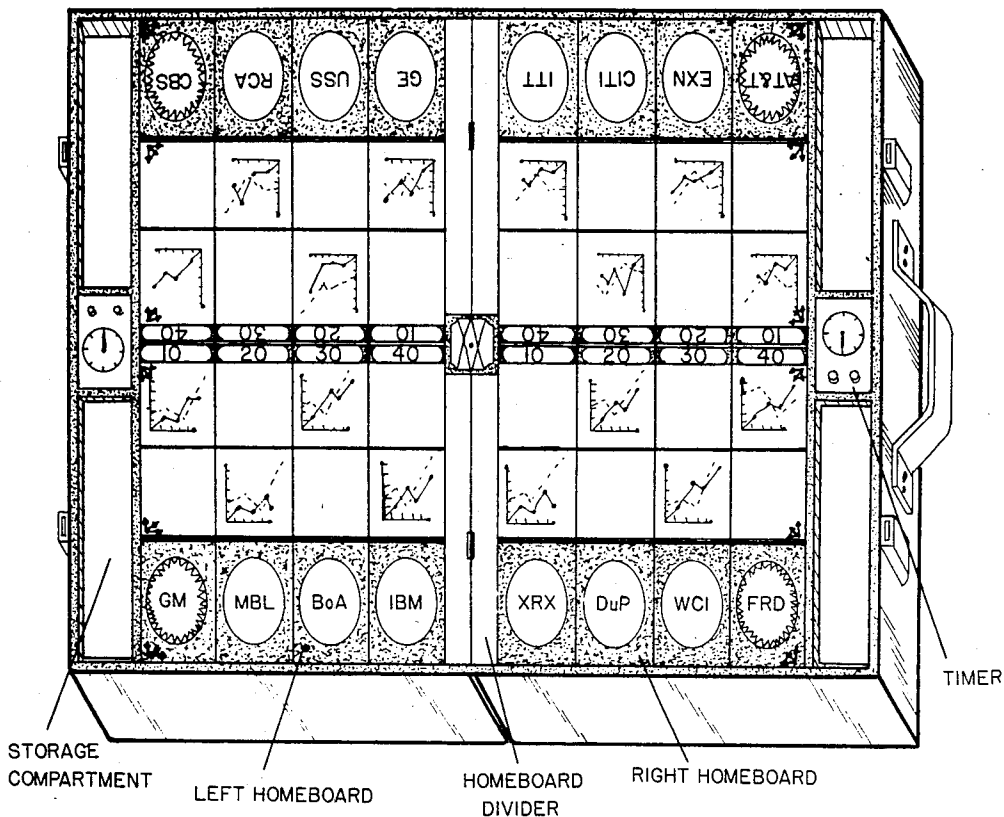 CBS RCA USS GE ITT CITI EXN AT&T
40 30 20 10 40 30 20 10
10 20 30 40 10 20 30 40
GM MBL BoA IBM XRX DuP WCI FRD
TIMER
STORAGE
COMPARTMENT
LEFT HOMEBOARD
HOMEBOARD
DIVIDER
RIGHT HOMEBOARD